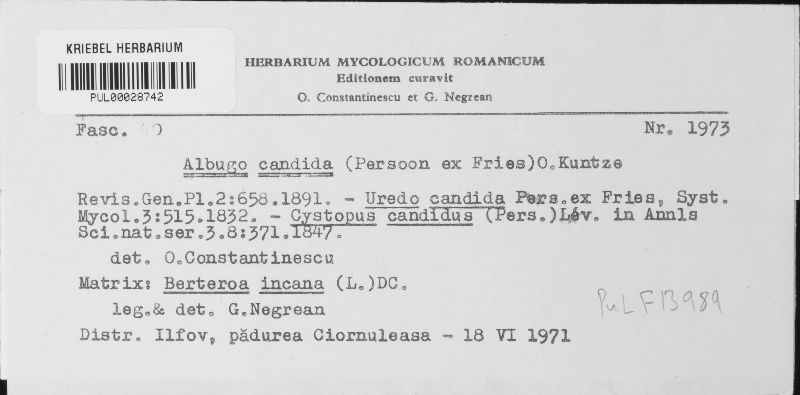 KRIEBEL HERBARIUM
PUL00028742
HERBARIUM MYCOLOGICUM ROMANICUM
Editionem curavit
O. Constantinescu et G. Negrean
Fasc.
Nr. 1973
Albugo candida (Persoon ex Fries)O.Kuntze
Revis.Gen.Pl.2:658.1891. - Uredo candida Pers.ex Fries, Syst.
Mycol.3:515.1832. - Cystopus candidus (Pers.)Lév. in Annls
Sci.nat.ser.3.8:371.1847.
det. O.Constantinescu
Matrix: Berteroa incana (L.)DC.
leg.& det. G.Negrean
PuL F13989
Distr. Ilfov, pădurea Ciornuleasa - 18 VI 1971